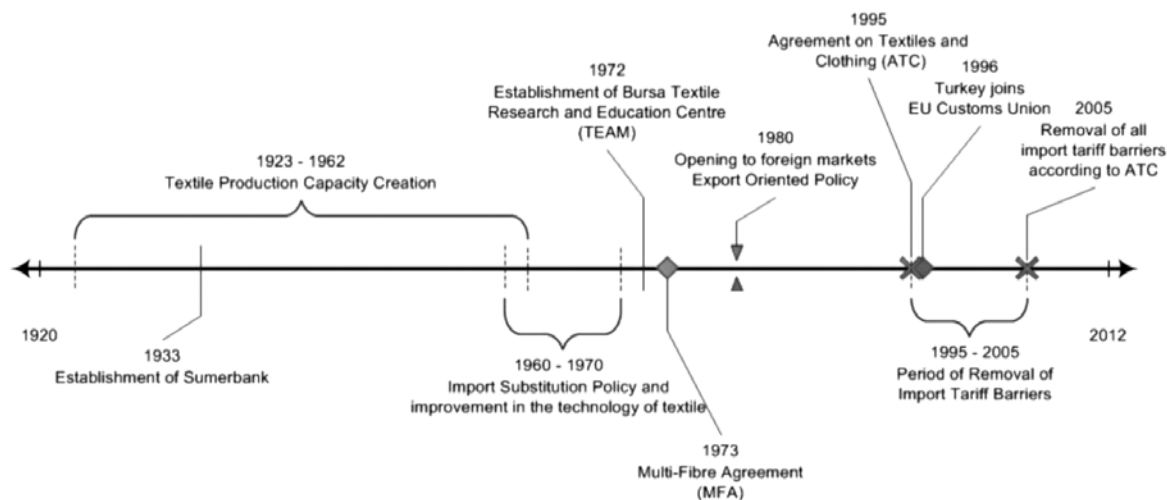 1995
Agreement on Textiles and
Clothing (ATC)
1996
Turkey joins
EU Customs Union
1972
Establishment of Bursa Textile
Research and Education Centre
(TEAM)
2005
Removal of all
import tariff barriers
according to ATC
1980
Opening to foreign markets
Export Oriented Policy
1923 - 1962
Textile Production Capacity Creation
1920
2012
1933
Establishment of Sumerbank
1960 - 1970
Import Substitution Policy and
improvement in the technology of textile
1995 - 2005
Period of Removal of
Import Tariff Barriers
1973
Multi-Fibre Agreement
(MFA)